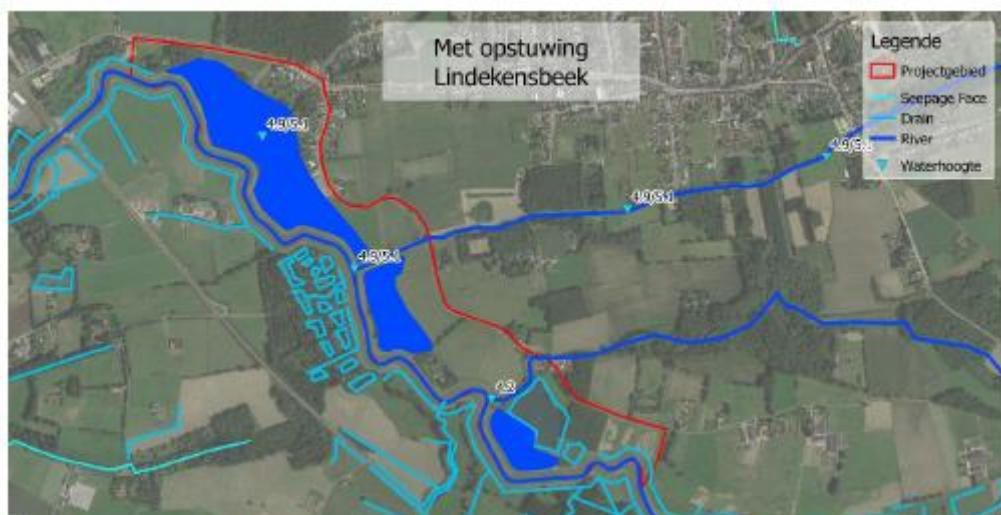 Met opstuwing
Lindekensbeek
Legende
Projectgebied
Seepage Face
Drain
River
Waterhoogte
4.9/5.1
4.9/5.1
4.9/5.1
4.9/5.1
4.2